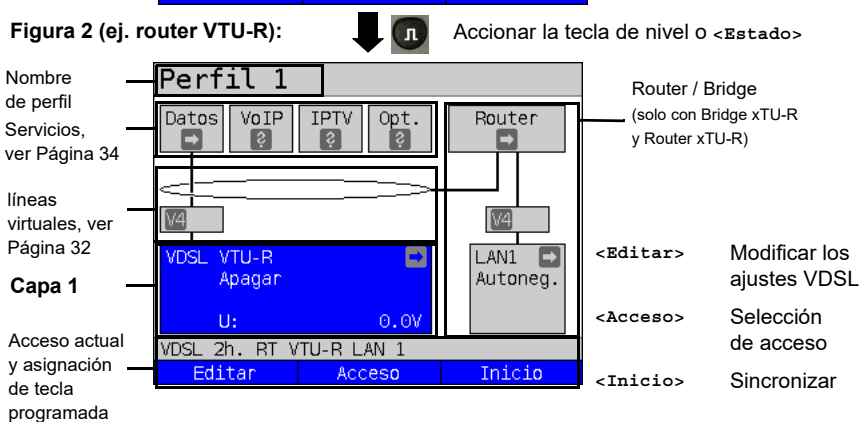 Figura 2 (ej. router VTU-R):
Accionar la tecla de nivel o <Estado>
Nombre
de perfil
Servicios,
ver Página 34
líneas
virtuales, ver
Página 32
Capa 1
Acceso actual
y asignación
de tecla
programada
Perfil 1
Datos
VoIP
IPTV
Opt.
Router
V4
V4
VDSL VTU-R
Apagar
U: 0.0V
LAN1
Autoneg.
VDSL 2h. RT VTU-R LAN 1
Editar
Acceso
Inicio
Router / Bridge
(solo con Bridge xTU-R
y Router xTU-R)
<Editar> Modificar los
ajustes VDSL
<Acceso> Selección
de acceso
<Inicio> Sincronizar